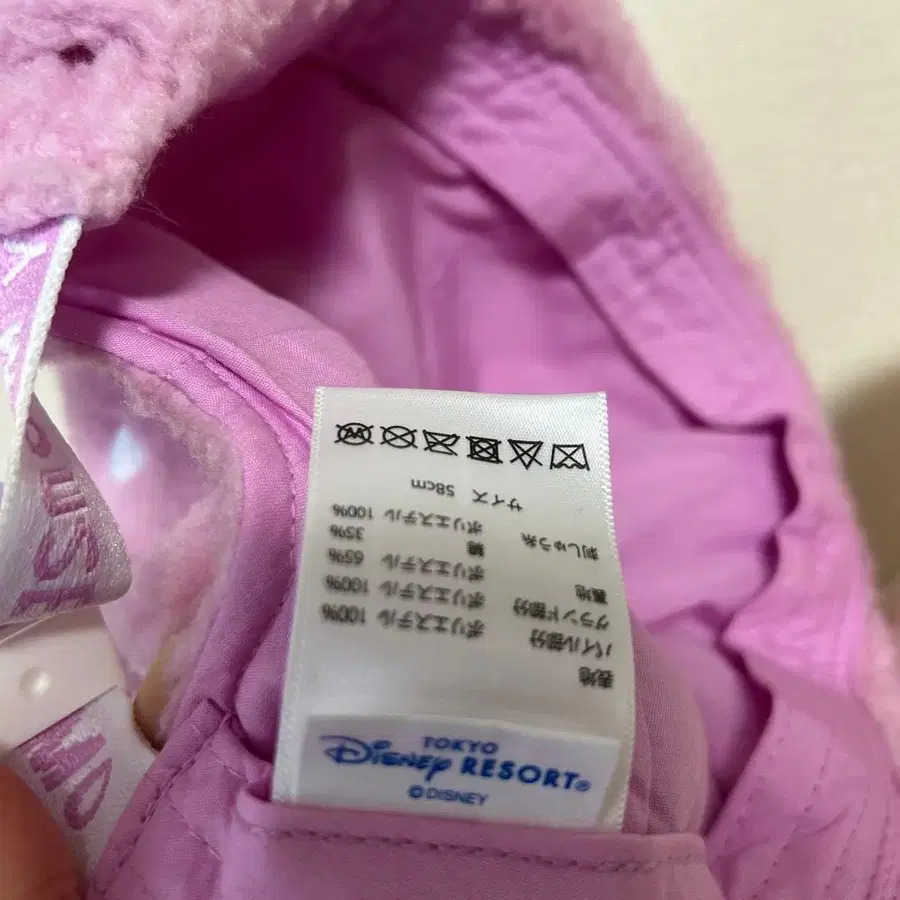 表地
パイル部分 ポリエステル 100%
グランド部分 ポリエステル 100%
裏地 ポリエステル 65%
綿 35%
刺しゅう糸 ポリエステル 100%
サイズ 58cm
TOKYO
Disney RESORT®
©DISNEY